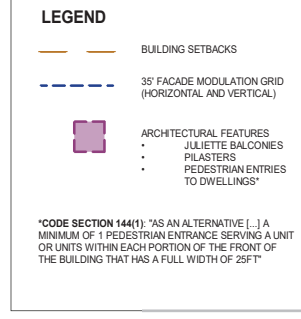 LEGEND
BUILDING SETBACKS
35' FACADE MODULATION GRID
(HORIZONTAL AND VERTICAL)
ARCHITECTURAL FEATURES
• JULIETTE BALCONIES
• PILASTERS
• PEDESTRIAN ENTRIES
TO DWELLINGS*
*CODE SECTION 144(1): "AS AN ALTERNATIVE [...] A
MINIMUM OF 1 PEDESTRIAN ENTRANCE SERVING A UNIT
OR UNITS WITHIN EACH PORTION OF THE FRONT OF
THE BUILDING THAT HAS A FULL WIDTH OF 25FT"